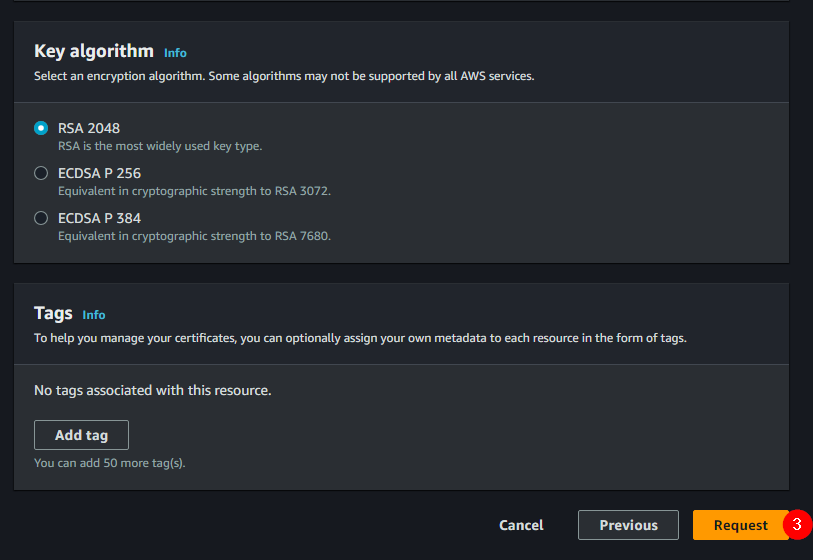 Key algorithm Info
Select an encryption algorithm. Some algorithms may not be supported by all AWS services.
RSA 2048
RSA is the most widely used key type.
ECDSA P 256
Equivalent in cryptographic strength to RSA 3072.
ECDSA P 384
Equivalent in cryptographic strength to RSA 7680.
Tags Info
To help you manage your certificates, you can optionally assign your own metadata to each resource in the form of tags.
No tags associated with this resource.
Add tag
You can add 50 more tag(s).
Cancel Previous Request 3